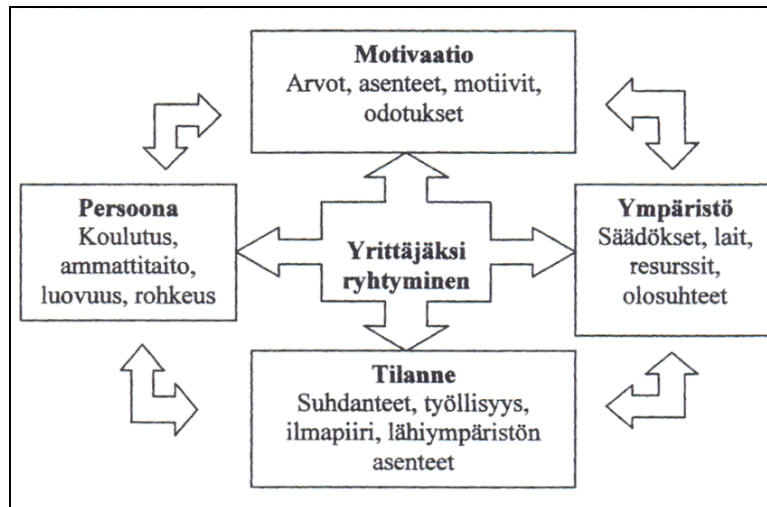 Motivaatio
Arvot, asenteet, motiivit,
odotukset
Persoona
Koulutus,
ammattitaito,
luovuus, rohkeus
Yrittäjäksi
ryhtyminen
Ympäristö
Säädökset, lait,
resurssit,
olosuhteet
Tilanne
Suhdanteet, työllisyys,
ilmapiiri, lähiympäristön
asenteet